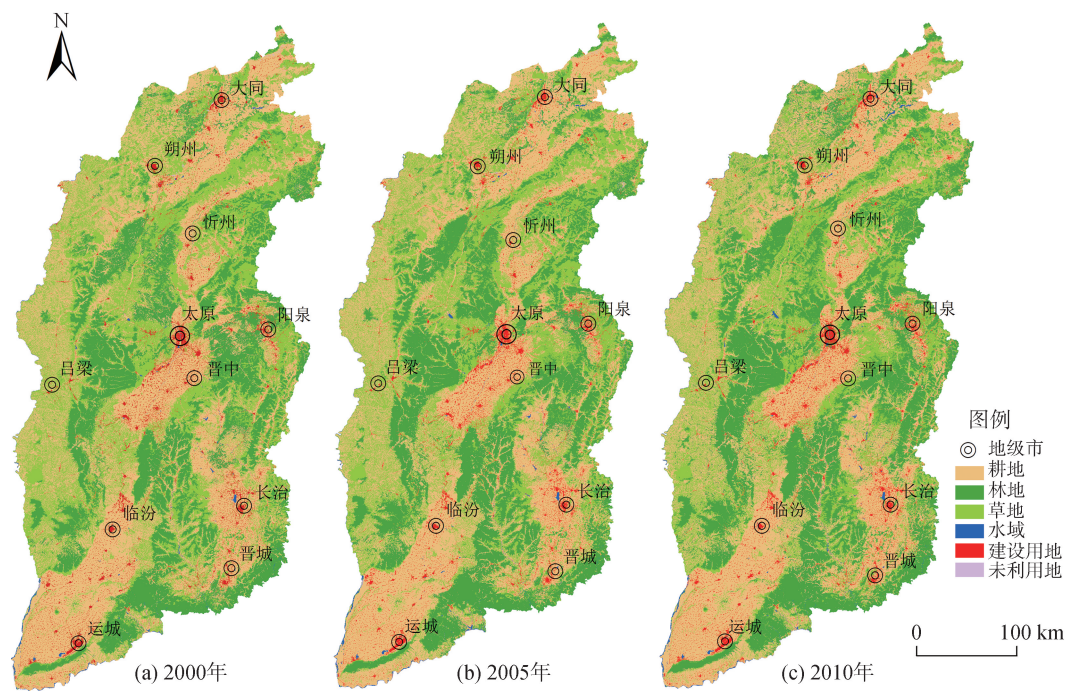 N
大同
朔州
忻州
太原
阳泉
吕梁
晋中
长治
临汾
晋城
运城
(a) 2000年
大同
朔州
忻州
太原
阳泉
吕梁
晋中
长治
临汾
晋城
运城
(b) 2005年
大同
朔州
忻州
太原
阳泉
吕梁
晋中
长治
临汾
晋城
运城
(c) 2010年
图例
地级市
耕地
林地
草地
水域
建设用地
未利用地
0 100 km